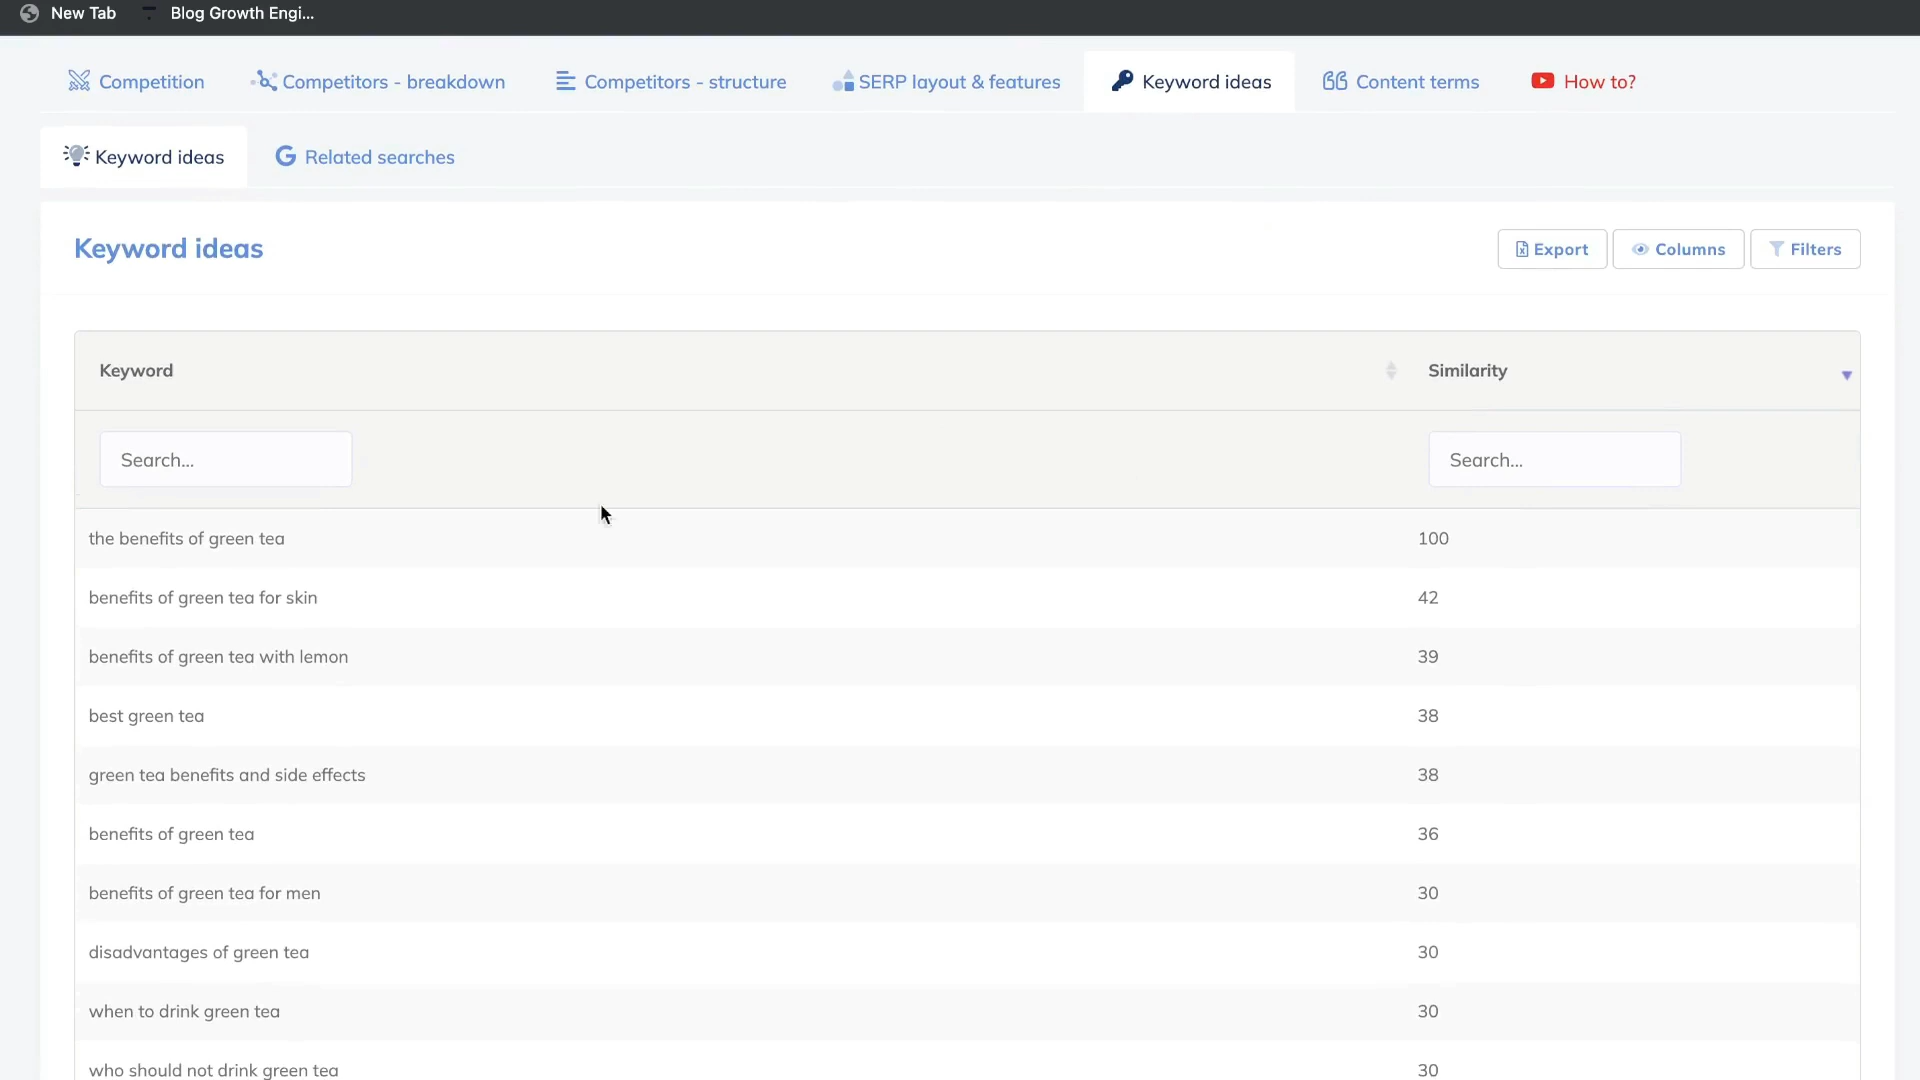 New Tab Blog Growth Engi...
Competition Competitors - breakdown Competitors - structure SERP layout & features Keyword ideas Content terms How to?
Keyword ideas Related searches
Keyword ideas Export Columns Filters
Keyword Similarity
Search... Search...
the benefits of green tea 100
benefits of green tea for skin 42
benefits of green tea with lemon 39
best green tea 38
green tea benefits and side effects 38
benefits of green tea 36
benefits of green tea for men 30
disadvantages of green tea 30
when to drink green tea 30
who should not drink green tea 30